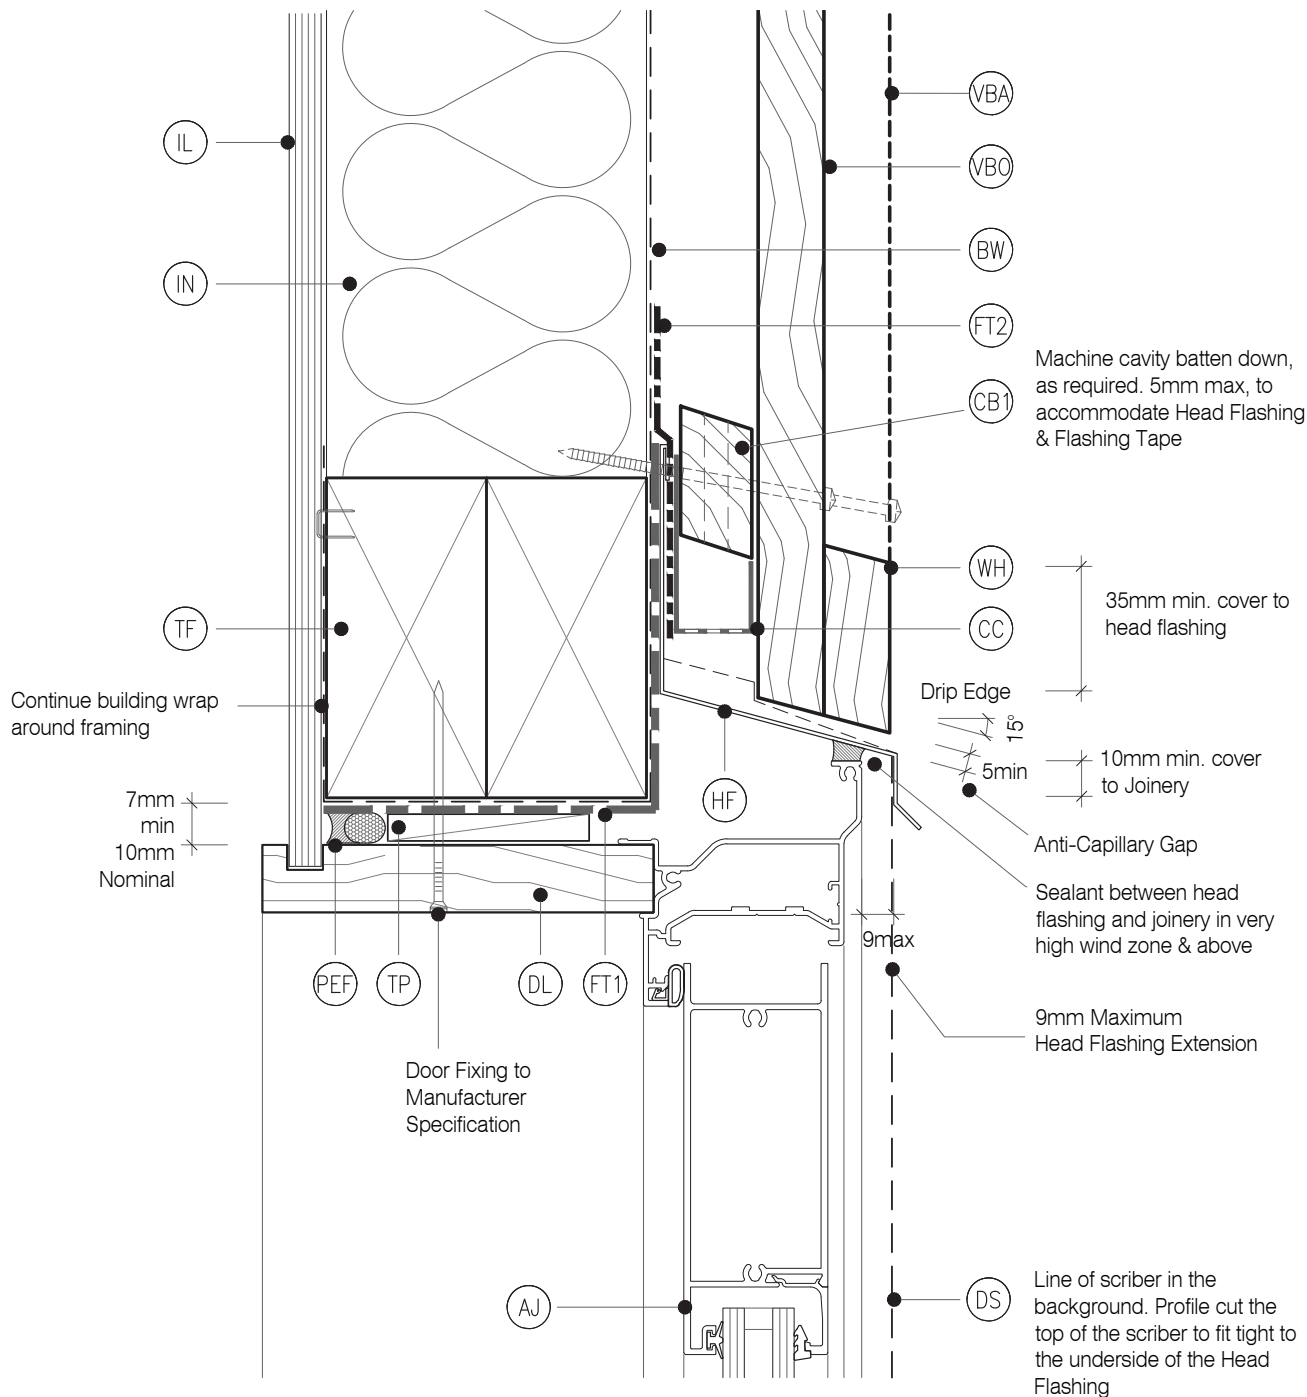 VBA
IL
VBO
BW
IN
FT2
Machine cavity batten down,
as required. 5mm max, to
accommodate Head Flashing
& Flashing Tape
CB1
WH
35mm min. cover to
head flashing
TF
CC
Continue building wrap
around framing
Drip Edge
15°
5min
10mm min. cover
to Joinery
HF
7mm
min
10mm
Nominal
Anti-Capillary Gap
Sealant between head
flashing and joinery in very
high wind zone & above
9max
PEF
TP
DL
FT1
9mm Maximum
Head Flashing Extension
Door Fixing to
Manufacturer
Specification
AJ
DS
Line of scriber in the
background. Profile cut the
top of the scriber to fit tight to
the underside of the Head
Flashing